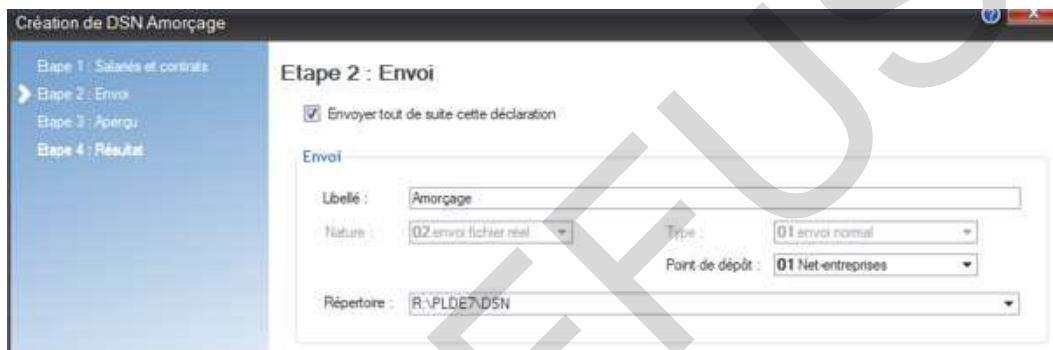 Création de DSN Amorçage
Etape 1 : Salariés et contrats
Etape 2 : Envoi
Etape 3 : Aperçu
Etape 4 : Résultat
Etape 2 : Envoi
Envoyer tout de suite cette déclaration
Envoi
Libellé : Amorçage
Nature : 02 envoi fichier réel Type : 01 envoi normal
Point de dépôt : 01 Net-entreprises
Répertoire : R:\PLDE7\DSN